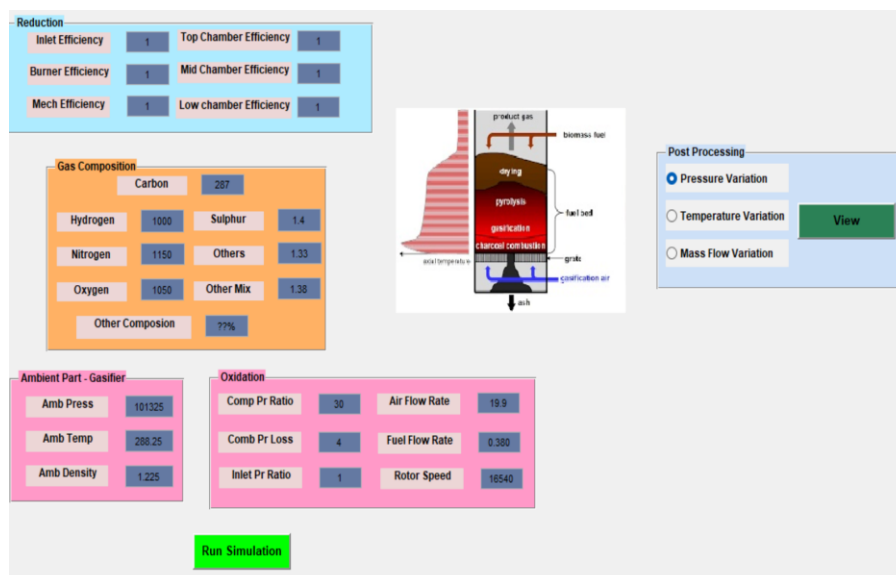 Reduction
Inlet Efficiency 1 Top Chamber Efficiency 1
Burner Efficiency 1 Mid Chamber Efficiency 1
Mech Efficiency 1 Low chamber Efficiency 1
Gas Composition
Carbon 287
Hydrogen 1000 Sulphur 1.4
Nitrogen 1150 Others 1.33
Oxygen 1050 Other Mix 1.38
Other Composion ??%
product gas
biomass fuel
drying
pyrolysis
fuel bed
gasification
charcoal combustion
axial temperature
grate
gasification air
ash
Post Processing
Pressure Variation
Temperature Variation
View
Mass Flow Variation
Ambient Part - Gasifier
Amb Press 101325
Amb Temp 288.25
Amb Density 1.225
Oxidation
Comp Pr Ratio 30 Air Flow Rate 19.9
Comb Pr Loss 4 Fuel Flow Rate 0.380
Inlet Pr Ratio 1 Rotor Speed 16540
Run Simulation